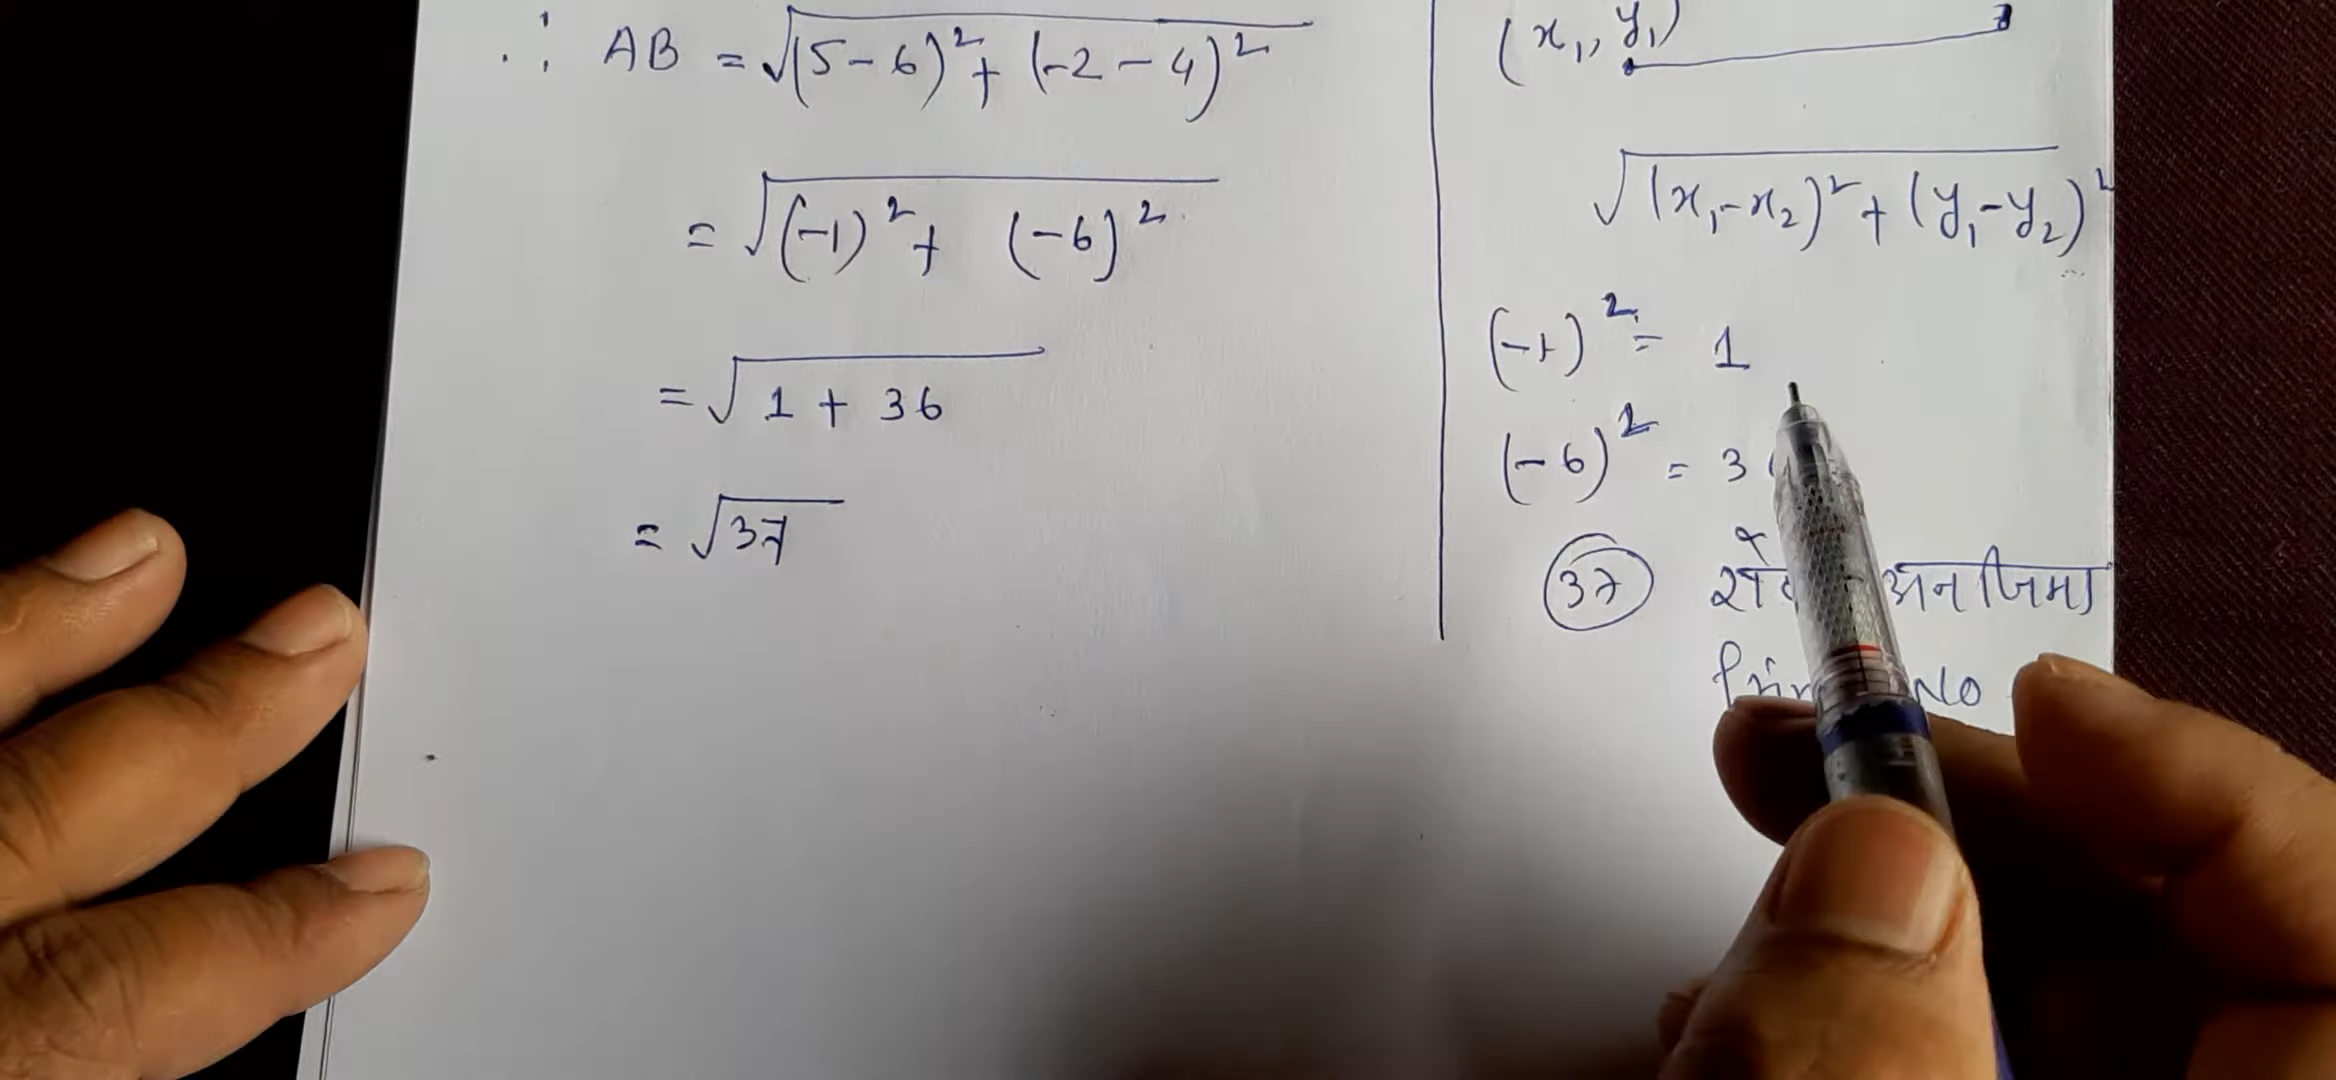 ∴ AB = √(5-6)² + (-2-4)²
= √(-1)² + (-6)²
= √1 + 36
= √37
(x₁, y₁)
√(x₁-x₂)² + (y₁-y₂)²
(-1)² = 1
(-6)² = 3
37
No